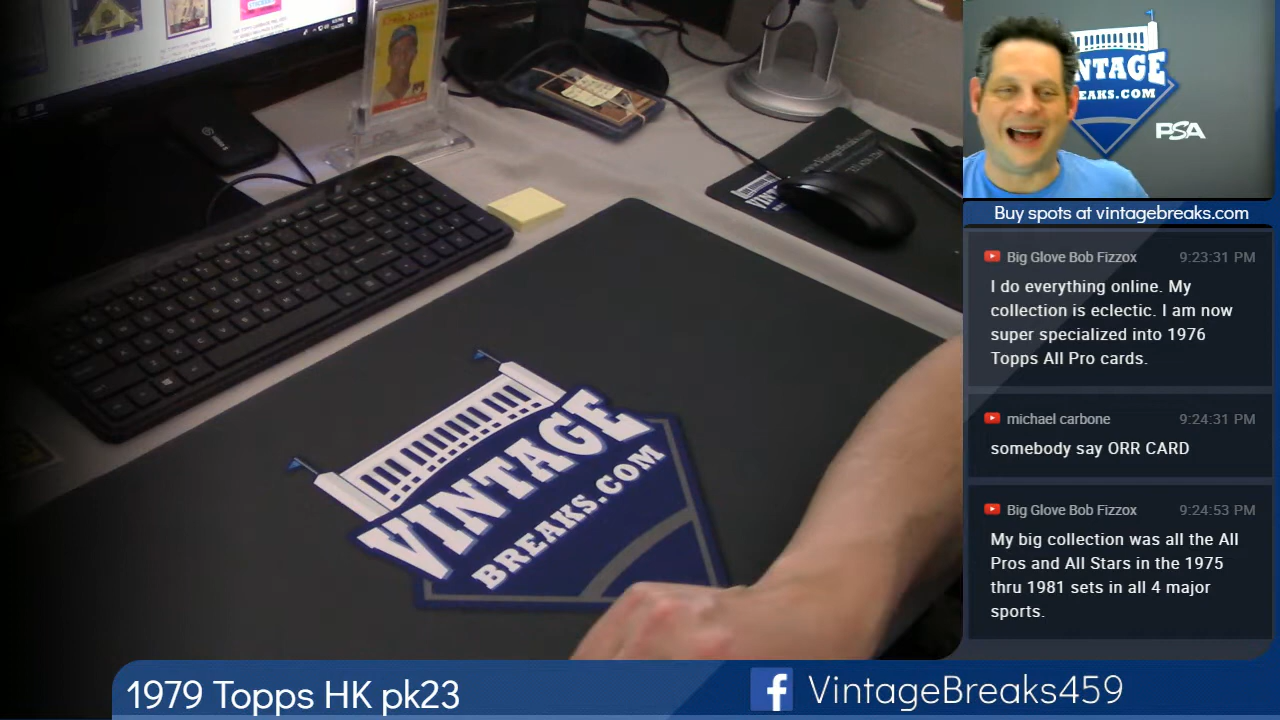 VINTAGE
BREAKS.COM
PSA
Buy spots at vintagebreaks.com
Big Glove Bob Fizzox 9:23:31 PM
I do everything online. My
collection is eclectic. I am now
super specialized into 1976
Topps All Pro cards.
michael carbone 9:24:31 PM
somebody say ORR CARD
Big Glove Bob Fizzox 9:24:53 PM
My big collection was all the All
Pros and All Stars in the 1975
thru 1981 sets in all 4 major
sports.
VINTAGE
BREAKS.COM
1979 Topps HK pk23
VintageBreaks459